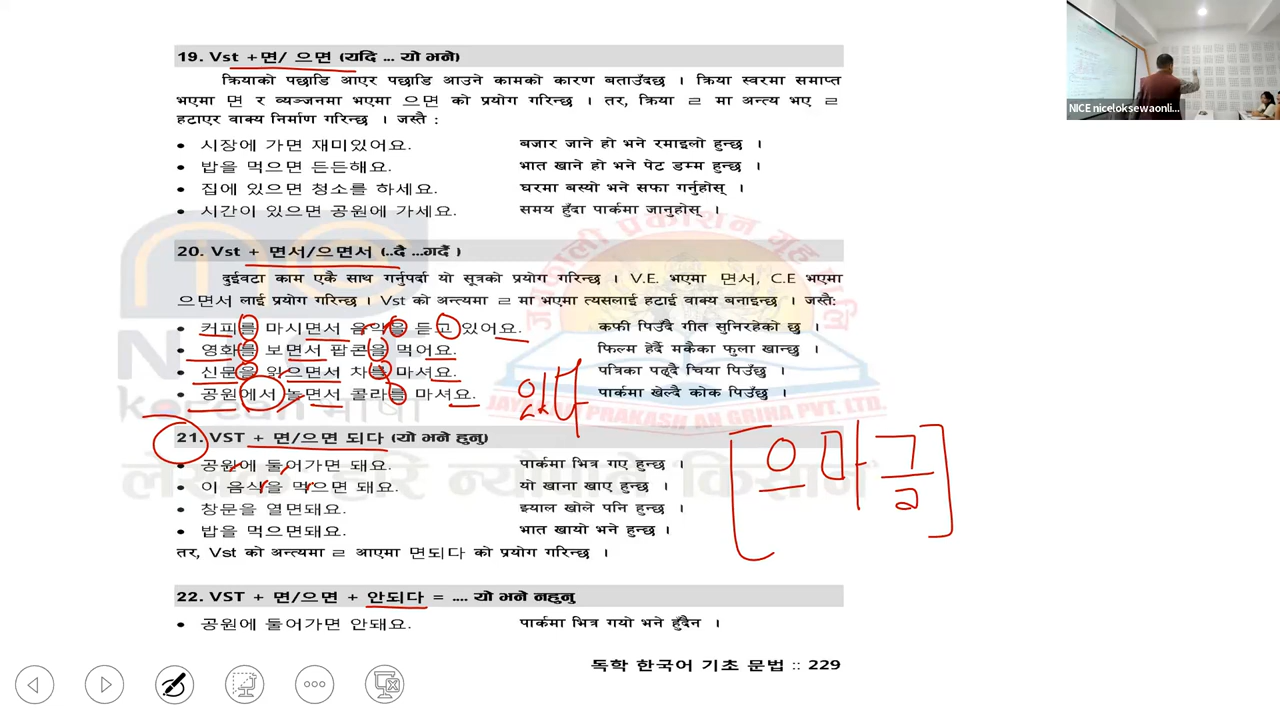 19. Vst +면/ 으면 (यदि ... यो भने)
क्रियाको पछाडि आएर पछाडि आउने कामको कारण बताउँदछ । क्रिया स्वरमा समाप्त
भएमा 면 र व्यञ्जनमा भएमा 으면 को प्रयोग गरिन्छ । तर, क्रिया ㄹ मा अन्त्य भए ㄹ
हटाएर वाक्य निर्माण गरिन्छ । जस्तै :
• 시장에 가면 재미있어요. बजार जाने हो भने रमाइलो हुन्छ ।
• 밥을 먹으면 든든해요. भात खाने हो भने पेट डम्म हुन्छ ।
• 집에 있으면 청소를 하세요. घरमा बस्यो भने सफा गर्नुहोस् ।
• 시간이 있으면 공원에 가세요. समय हुँदा पार्कमा जानुहोस् ।
20. Vst + 면서/으면서 (..दै ...गर्दै )
दुईवटा काम एकै साथ गर्नुपर्दा यो सूत्रको प्रयोग गरिन्छ । V.E. भएमा 면서, C.E भएमा
으면서 लाई प्रयोग गरिन्छ । Vst को अन्त्यमा ㄹ मा भएमा त्यसलाई हटाई वाक्य बनाइन्छ । जस्तै:
• 커피를 마시면서 음악을 듣고 있어요. कफी पिउँदै गीत सुनिरहेको छु ।
• 영화를 보면서 팝콘을 먹어요. फिल्म हेर्दै मकैका फुला खान्छु ।
• 신문을 읽으면서 차를 마셔요. पत्रिका पढ्दै चिया पिउँछु ।
• 공원에서 놀면서 콜라를 마셔요. पार्कमा खेल्दै कोक पिउँछु ।
읽다
21. VST + 면/으면 되다 (यो भने हुनु)
• 공원에 둘어가면 돼요. पार्कमा भित्र गए हुन्छ ।
• 이 음식을 먹으면 돼요. यो खाना खाए हुन्छ ।
• 창문을 열면돼요. झ्याल खोले पनि हुन्छ ।
• 밥을 먹으면돼요. भात खायो भने हुन्छ ।
तर, Vst को अन्त्यमा ㄹ आएमा 면되다 को प्रयोग गरिन्छ ।
22. VST + 면/으면 + 안되다 = .... यो भने नहुनु
• 공원에 둘어가면 안돼요. पार्कमा भित्र गयो भने हुँदैन ।
독학 한국어 기초 문법 :: 229
NICE niceloksewaonli...
korean भाषा
JAYAKALI PRAKASHAN GRIHA PVT. LTD.